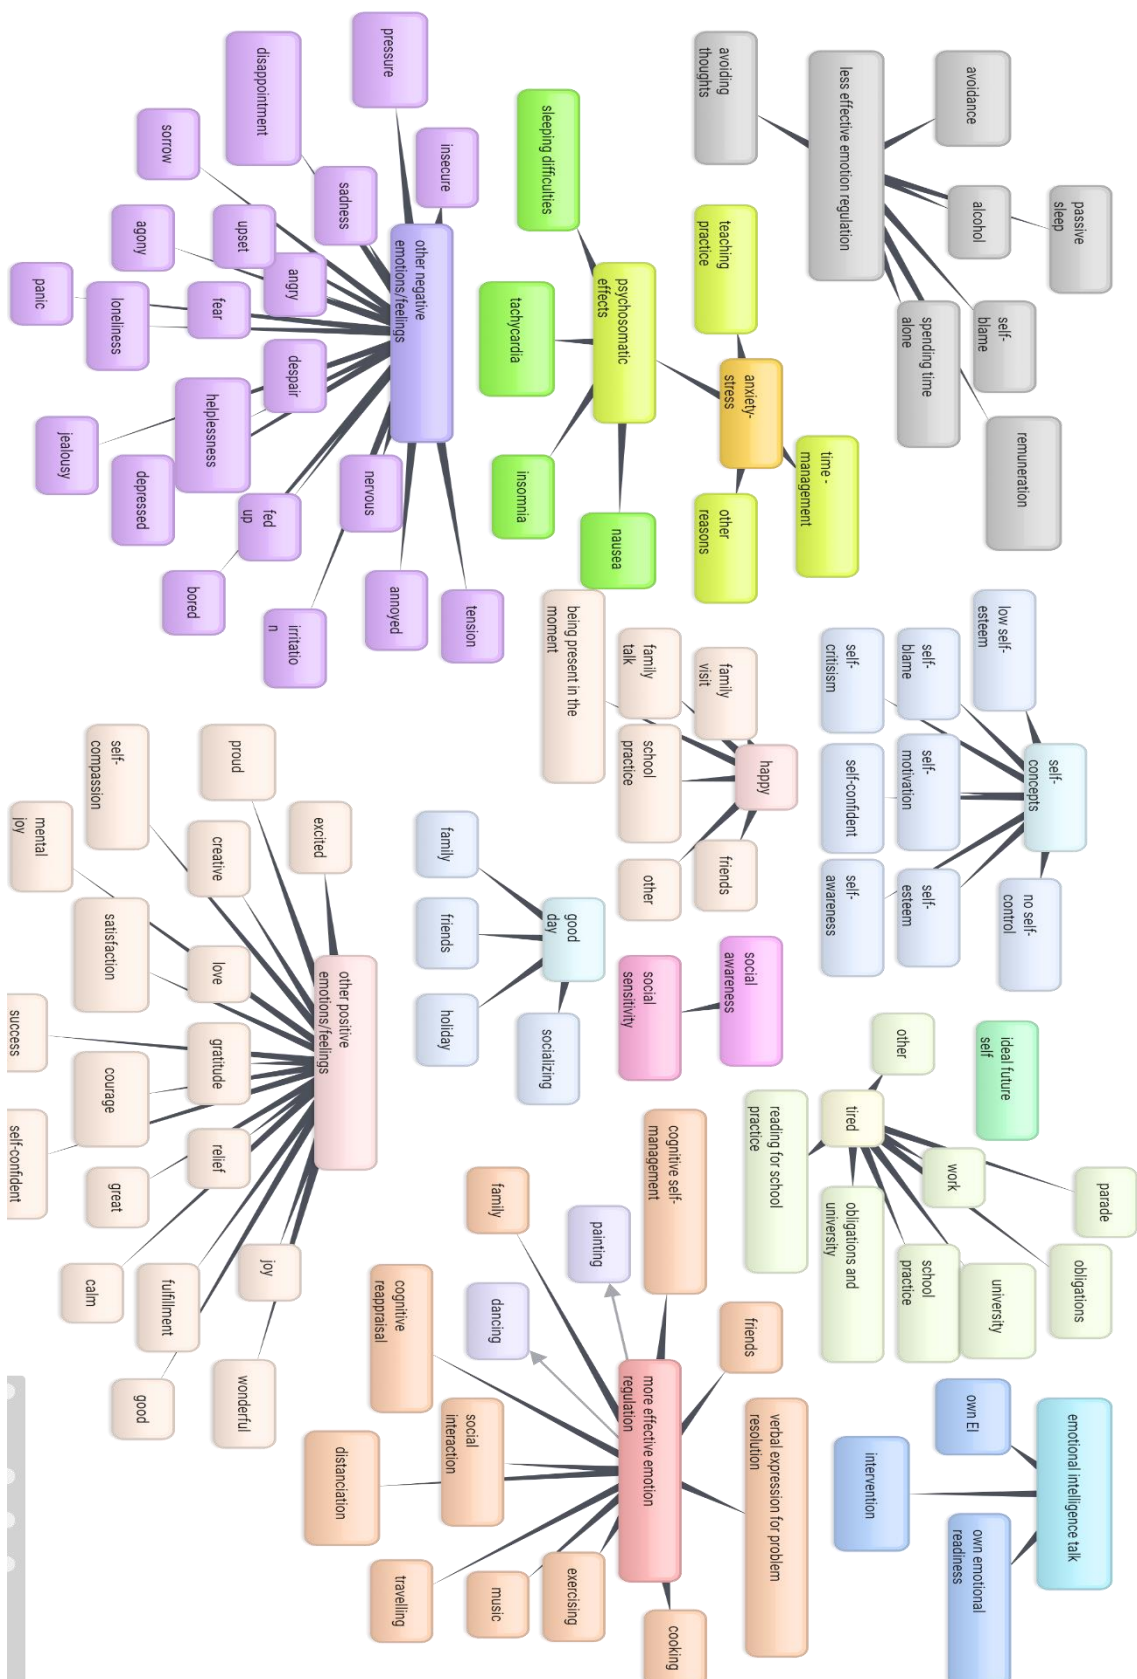 emotional intelligence talk
own EI
intervention
own emotional
readiness
ideal future
self
tired
other
parade
obligations
work
university
school
practice
obligations and
university
reading for school
practice
self-
concepts
low self-
esteem
self-
blame
self-
critisism
self-
motivation
self-confident
no self-
control
self-
esteem
self-
awareness
less effective emotion regulation
avoiding
thoughts
avoidance
passive
sleep
alcohol
self-
blame
spending time
alone
remuneration
anxiety-
stress
teaching
practice
time -
management
other
reasons
psychosomatic
effects
sleeping difficulties
tachycardia
insomnia
nausea
happy
family
visit
family
talk
being present in the
moment
school
practice
friends
other
social
awareness
social
sensitivity
good
day
family
friends
holiday
socializing
more effective emotion
regulation
cognitive self-
management
friends
verbal expression for problem
resolution
cooking
painting
dancing
family
cognitive
reappraisal
social
interaction
distanciation
travelling
music
exercising
other negative
emotions/feelings
pressure
insecure
disappointment
sadness
sorrow
upset
angry
agony
fear
loneliness
panic
despair
helplessness
jealousy
depressed
nervous
fed
up
bored
irritatio
n
annoyed
tension
other positive
emotions/feelings
excited
proud
creative
self-
compassion
love
satisfaction
mental
joy
gratitude
courage
success
relief
great
self-confident
joy
fulfillment
calm
wonderful
good